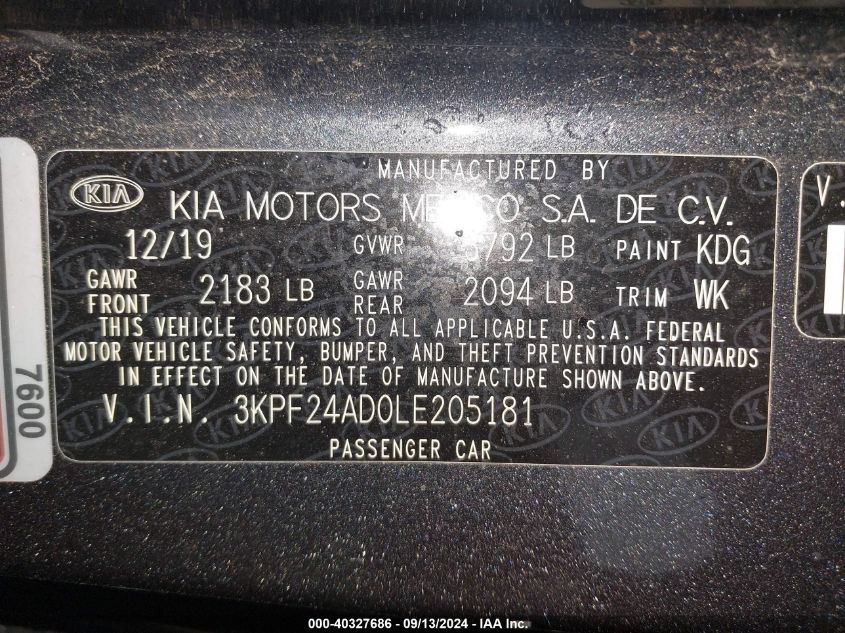 MANUFACTURED BY
KIA KIA MOTORS MEXICO S.A. DE C.V.
12/19 GVWR 3792 LB PAINT KDG
GAWR FRONT 2183 LB GAWR REAR 2094 LB TRIM WK
THIS VEHICLE CONFORMS TO ALL APPLICABLE U.S.A. FEDERAL
MOTOR VEHICLE SAFETY, BUMPER, AND THEFT PREVENTION STANDARDS
IN EFFECT ON THE DATE OF MANUFACTURE SHOWN ABOVE.
V.I.N. 3KPF24AD0LE205181
PASSENGER CAR
7600
V.
000-40327686 - 09/13/2024 - IAA Inc.